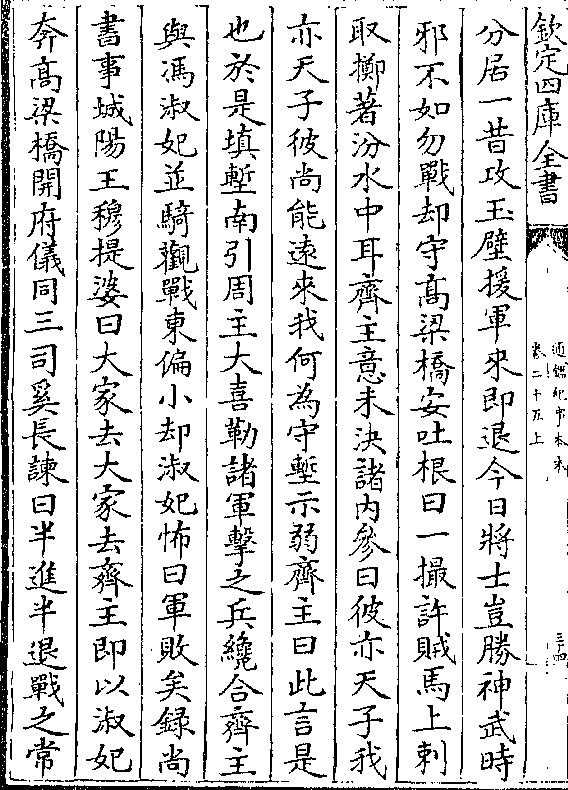 欽定四庫全書
通鑑紀事本末
卷二十五上
三十四
分居一昔攻玉壁援軍來即退今日將士豈勝神武時
邪不如勿戰却守高梁橋安吐根曰一撮許賊馬上刺
取擲著汾水中耳齊主意未決諸内參曰彼亦天子我
亦天子彼尚能遠來我何為守塹示弱齊主曰此言是
也於是填塹南引周主大喜勒諸軍擊之兵纔合齊主
與馮淑妃並騎觀戰東偏小却淑妃怖曰軍敗矣録尚
書事城陽王穆提婆曰大家去大家去齊主即以淑妃
奔高梁橋開府儀同三司奚長諫曰半進半退戰之常